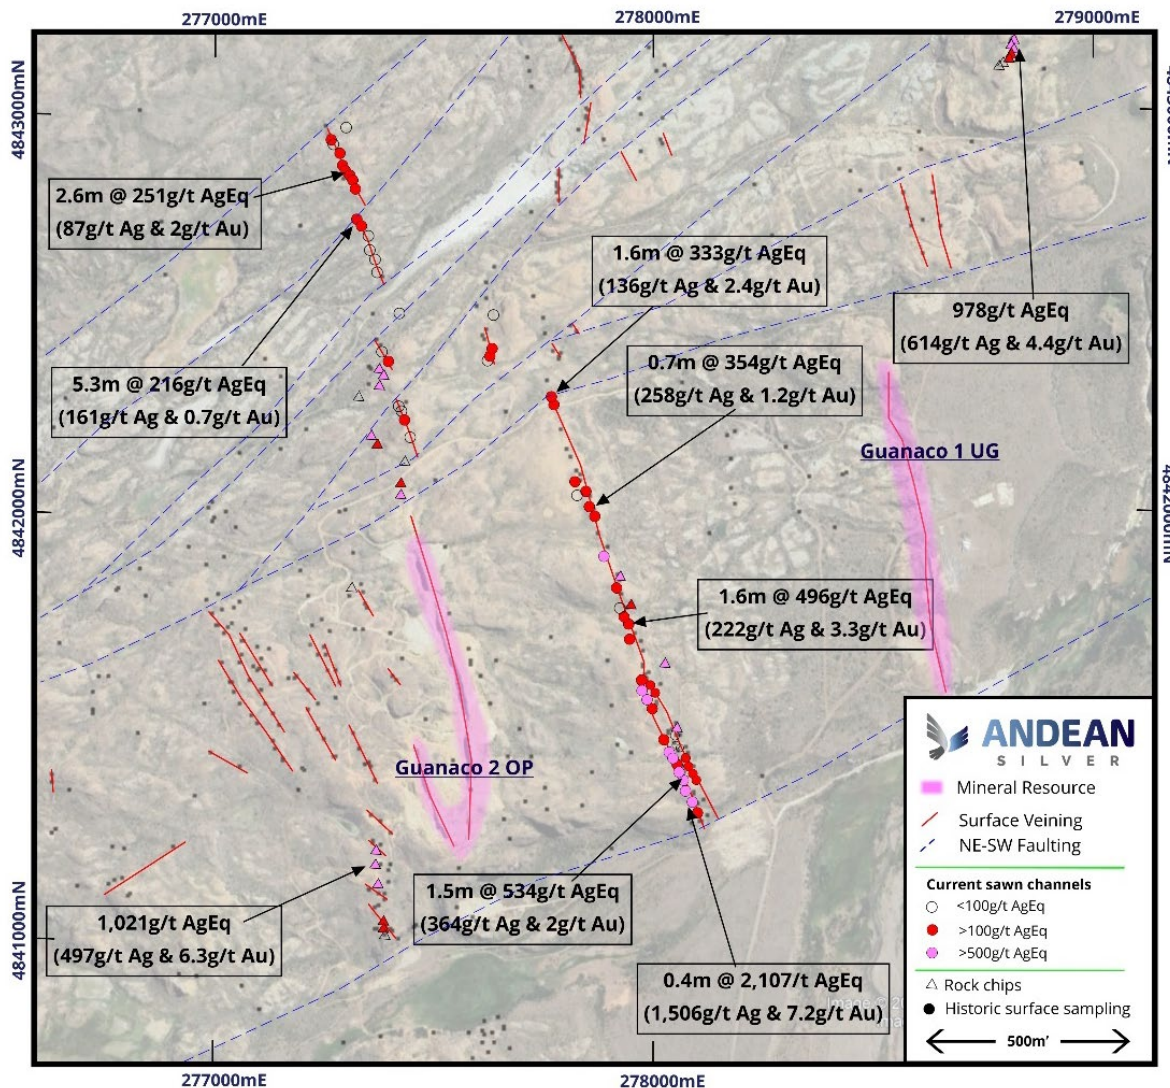 277000mE
278000mE
279000mE
4843000mN
2.6m @ 251g/t AgEq
(87g/t Ag & 2g/t Au)
1.6m @ 333g/t AgEq
(136g/t Ag & 2.4g/t Au)
978g/t AgEq
(614g/t Ag & 4.4g/t Au)
5.3m @ 216g/t AgEq
(161g/t Ag & 0.7g/t Au)
0.7m @ 354g/t AgEq
(258g/t Ag & 1.2g/t Au)
Guanaco 1 UG
4842000mN
4842000mN
1.6m @ 496g/t AgEq
(222g/t Ag & 3.3g/t Au)
Guanaco 2 OP
1.5m @ 534g/t AgEq
(364g/t Ag & 2g/t Au)
1,021g/t AgEq
(497g/t Ag & 6.3g/t Au)
4841000mN
0.4m @ 2,107/t AgEq
(1,506g/t Ag & 7.2g/t Au)
ANDEAN
SILVER
Mineral Resource
Surface Veining
NE-SW Faulting
Current sawn channels
<100g/t AgEq
>100g/t AgEq
>500g/t AgEq
Rock chips
Historic surface sampling
500m'
277000mE
278000mE